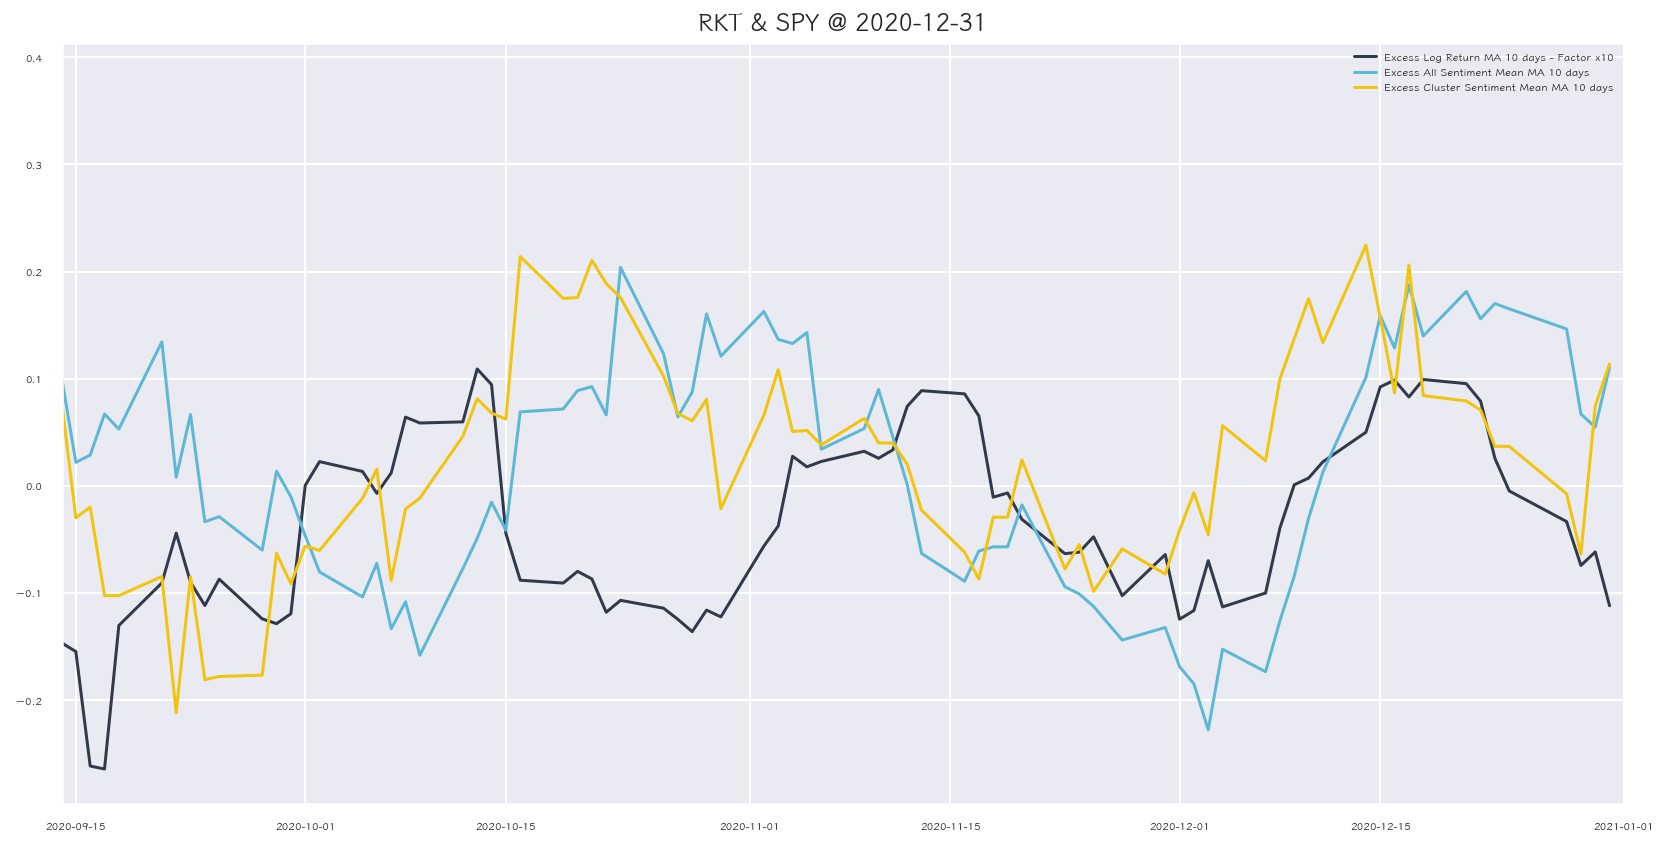 RKT & SPY @ 2020-12-31
0.4
0.3
0.2
0.1
0.0
−0.1
−0.2
Excess Log Return MA 10 days - Factor x10
Excess All Sentiment Mean MA 10 days
Excess Cluster Sentiment Mean MA 10 days
2020-09-15 2020-10-01 2020-10-15 2020-11-01 2020-11-15 2020-12-01 2020-12-15 2021-01-01